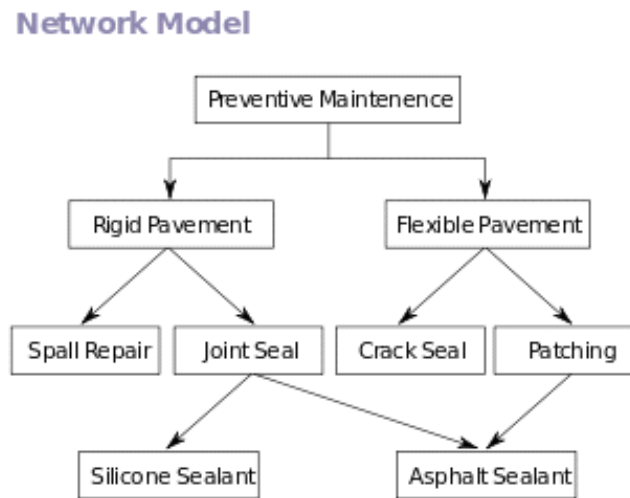 Network Model
Preventive Maintenence
Rigid Pavement
Flexible Pavement
Spall Repair
Joint Seal
Crack Seal
Patching
Silicone Sealant
Asphalt Sealant